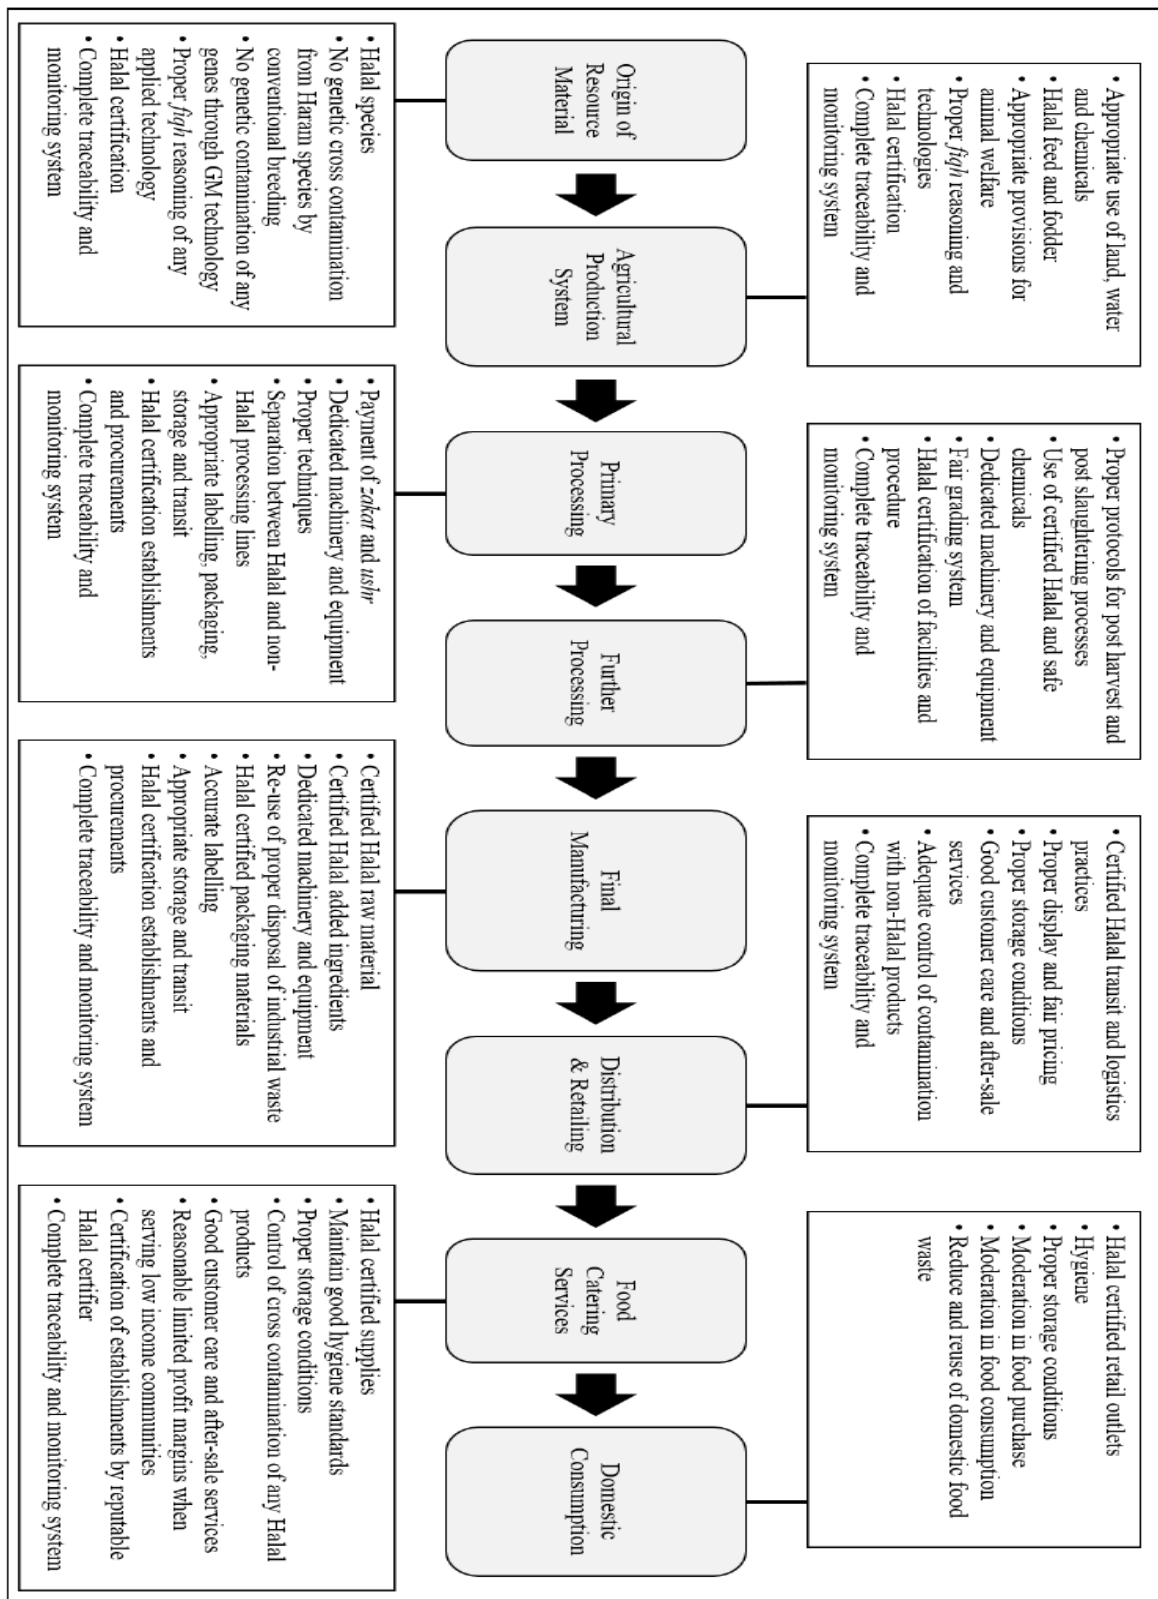 • Appropriate use of land, water
and chemicals
• Halal feed and fodder
• Appropriate provisions for
animal welfare
• Proper fiqh reasoning and
technologies
• Halal certification
• Complete traceability and
monitoring system
• Proper protocols for post harvest and
post slaughtering processes
• Use of certified Halal and safe
chemicals
• Dedicated machinery and equipment
• Fair grading system
• Halal certification of facilities and
procedure
• Complete traceability and
monitoring system
• Certified Halal transit and logistics
practices
• Proper display and fair pricing
• Proper storage conditions
• Good customer care and after-sale
services
• Adequate control of contamination
with non-Halal products
• Complete traceability and
monitoring system
• Halal certified retail outlets
• Hygiene
• Proper storage conditions
• Moderation in food purchase
• Moderation in food consumption
• Reduce and reuse of domestic food
waste
Origin of
Resource
Material
Agricultural
Production
System
Primary
Processing
Further
Processing
Final
Manufacturing
Distribution
& Retailing
Food
Catering
Services
Domestic
Consumption
• Halal species
• No genetic cross contamination
from Haram species by
conventional breeding
• No genetic contamination of any
genes through GM technology
• Proper fiqh reasoning of any
applied technology
• Halal certification
• Complete traceability and
monitoring system
• Payment of zakat and ushr
• Dedicated machinery and equipment
• Proper techniques
• Separation between Halal and non-
Halal processing lines
• Appropriate labelling, packaging,
storage and transit
• Halal certification establishments
and procurements
• Complete traceability and
monitoring system
• Certified Halal raw material
• Certified Halal added ingredients
• Dedicated machinery and equipment
• Re-use of proper disposal of industrial waste
• Halal certified packaging materials
• Accurate labelling
• Appropriate storage and transit
• Halal certification establishments and
procurements
• Complete traceability and monitoring system
• Halal certified supplies
• Maintain good hygiene standards
• Proper storage conditions
• Control of cross contamination of any Halal
products
• Good customer care and after-sale services
• Reasonable limited profit margins when
serving low income communities
• Certification of establishments by reputable
Halal certifier
• Complete traceability and monitoring system